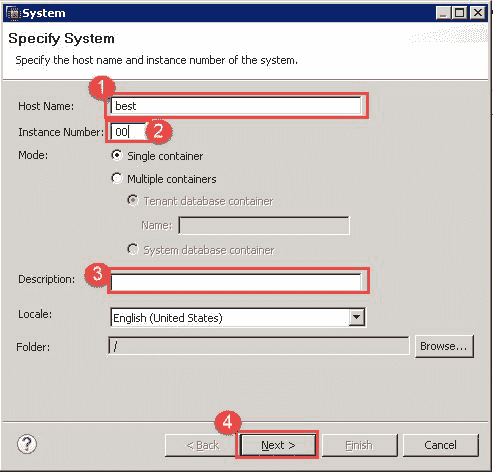 System
Specify System
Specify the host name and instance number of the system.
1
Host Name: best
Instance Number: 00 2
Mode: Single container
Multiple containers
Tenant database container
Name:
System database container
3
Description:
Locale: English (United States)
Folder: / Browse...
4
? < Back Next > Finish Cancel